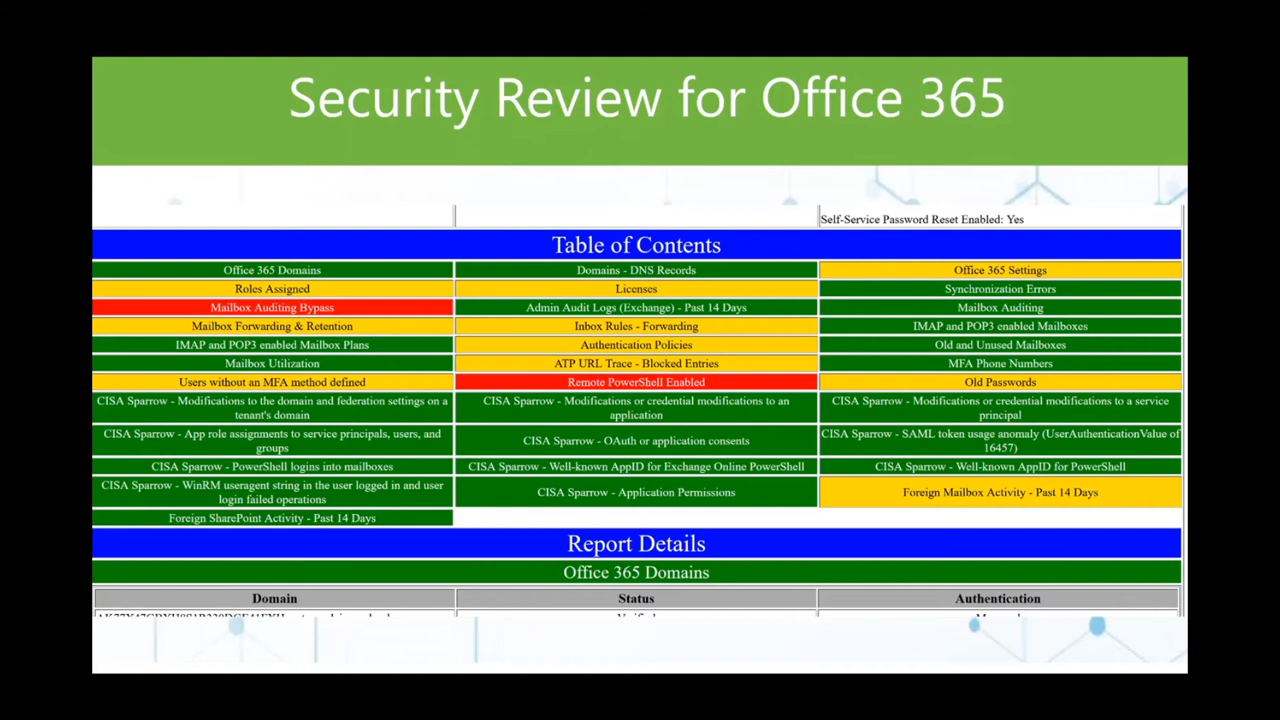 Security Review for Office 365
Self-Service Password Reset Enabled: Yes
Table of Contents
Office 365 Domains
Domains - DNS Records
Office 365 Settings
Roles Assigned
Licenses
Synchronization Errors
Mailbox Auditing Bypass
Admin Audit Logs (Exchange) - Past 14 Days
Mailbox Auditing
Mailbox Forwarding & Retention
Inbox Rules - Forwarding
IMAP and POP3 enabled Mailboxes
IMAP and POP3 enabled Mailbox Plans
Authentication Policies
Old and Unused Mailboxes
Mailbox Utilization
ATP URL Trace - Blocked Entries
MFA Phone Numbers
Users without an MFA method defined
Remote PowerShell Enabled
Old Passwords
CISA Sparrow - Modifications to the domain and federation settings on a
tenant's domain
CISA Sparrow - Modifications or credential modifications to an
application
CISA Sparrow - Modifications or credential modifications to a service
principal
CISA Sparrow - App role assignments to service principals, users, and
groups
CISA Sparrow - OAuth or application consents
CISA Sparrow - SAML token usage anomaly (UserAuthenticationValue of
16457)
CISA Sparrow - PowerShell logins into mailboxes
CISA Sparrow - Well-known AppID for Exchange Online PowerShell
CISA Sparrow - Well-known AppID for PowerShell
CISA Sparrow - WinRM useragent string in the user logged in and user
login failed operations
CISA Sparrow - Application Permissions
Foreign Mailbox Activity - Past 14 Days
Foreign SharePoint Activity - Past 14 Days
Report Details
Office 365 Domains
Domain
Status
Authentication